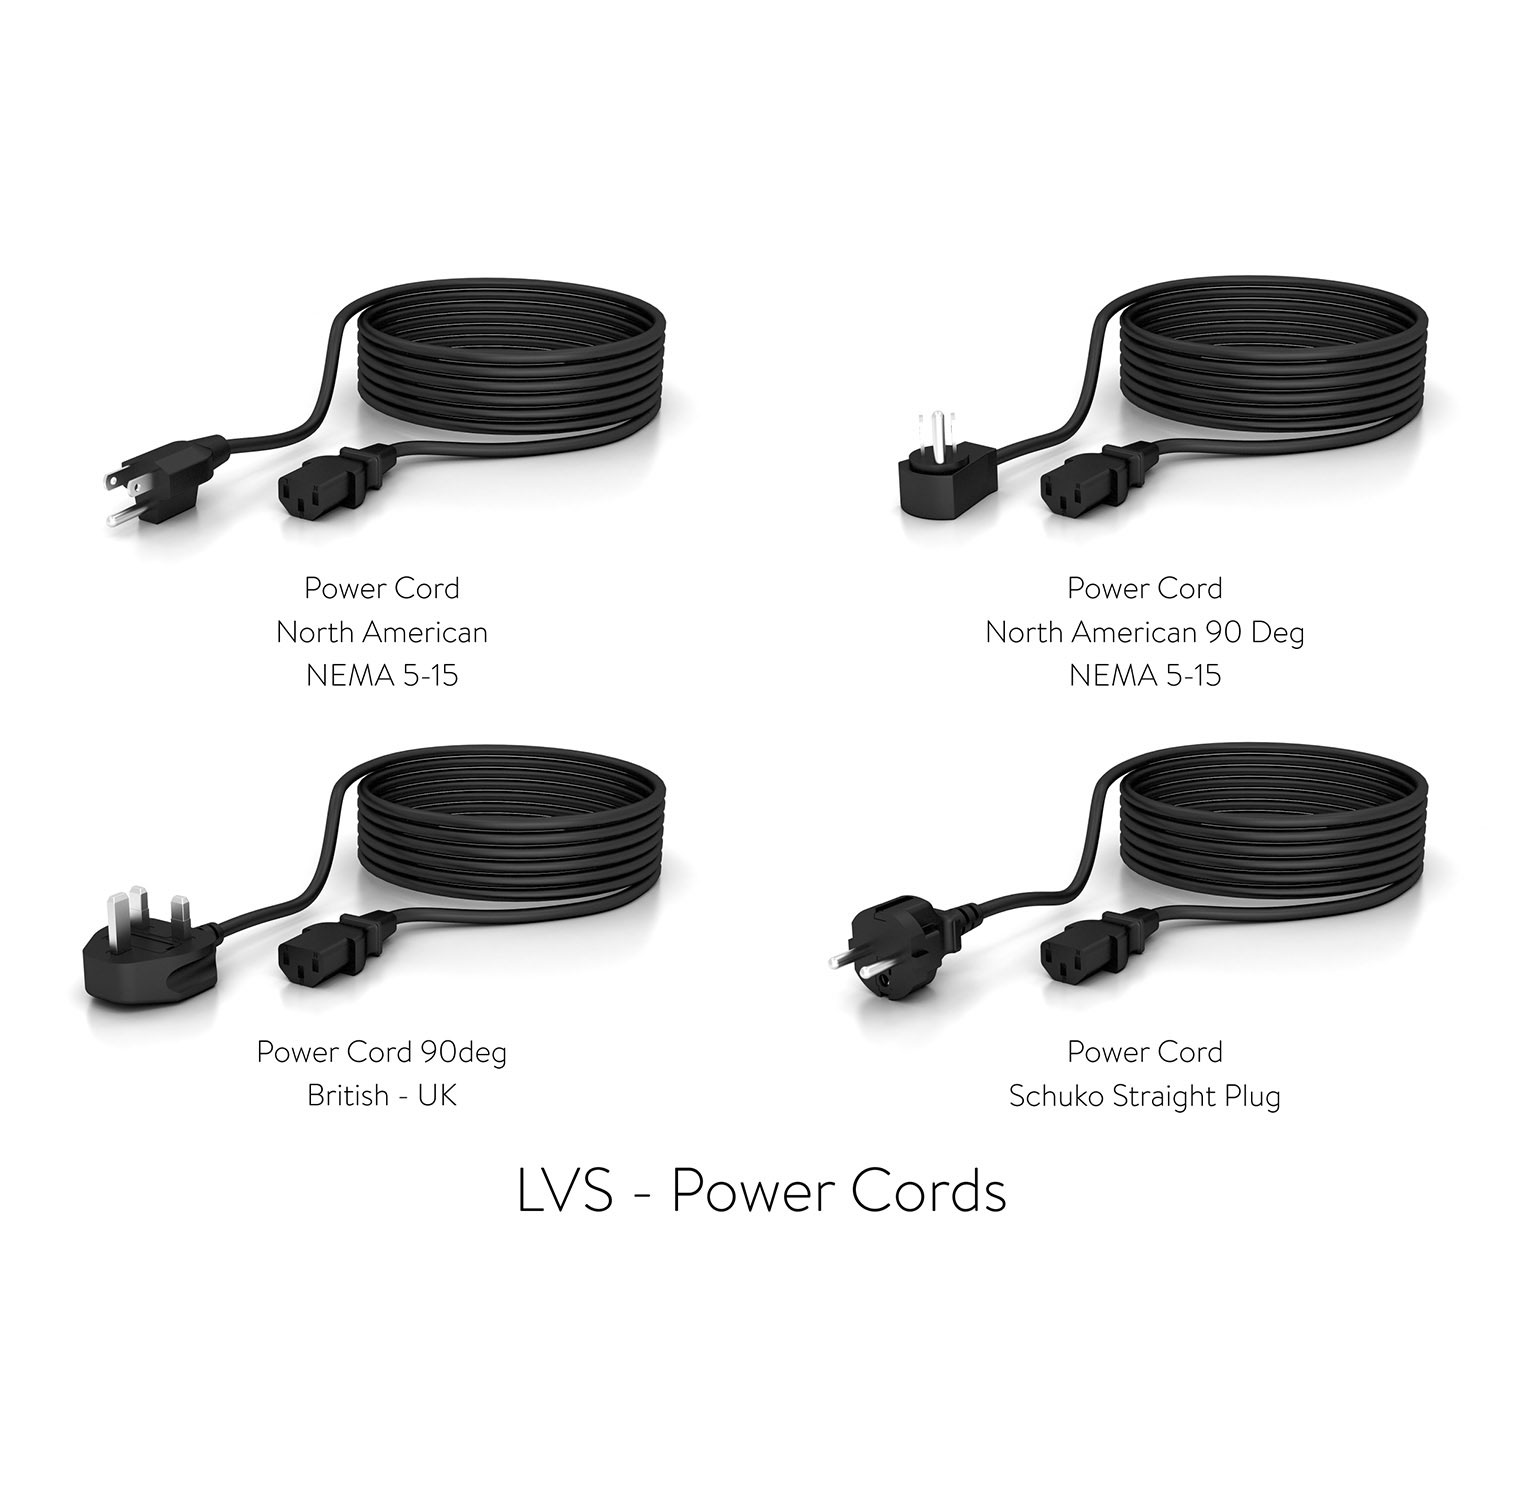 Power Cord
North American
NEMA 5-15
Power Cord
North American 90 Deg
NEMA 5-15
Power Cord 90deg
British - UK
Power Cord
Schuko Straight Plug
LVS - Power Cords